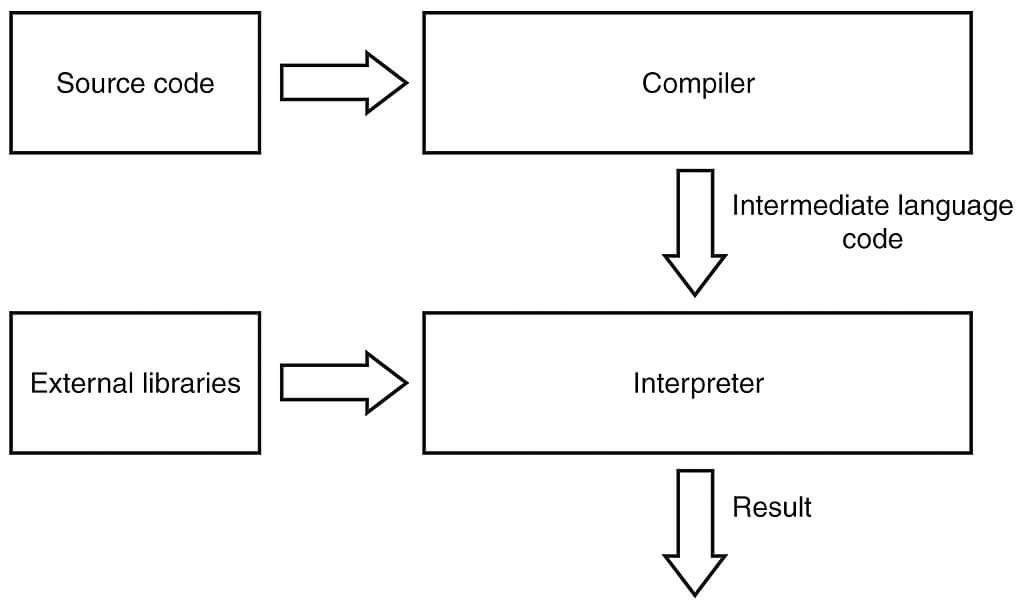 Source code
Compiler
Intermediate language
code
External libraries
Interpreter
Result